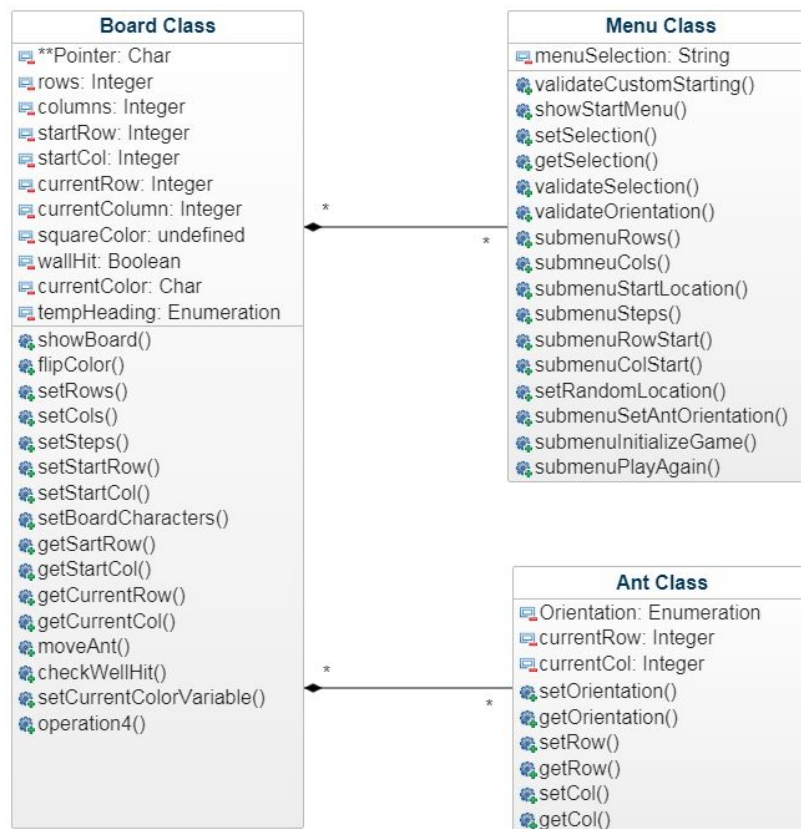 Board Class
**Pointer: Char
rows: Integer
columns: Integer
startRow: Integer
startCol: Integer
currentRow: Integer
currentColumn: Integer
squareColor: undefined
wallHit: Boolean
currentColor: Char
tempHeading: Enumeration
showBoard()
flipColor()
setRows()
setCols()
setSteps()
setStartRow()
setStartCol()
setBoardCharacters()
getSartRow()
getStartCol()
getCurrentRow()
getCurrentCol()
moveAnt()
checkWellHit()
setCurrentColorVariable()
operation4()
*
*
Menu Class
menuSelection: String
validateCustomStarting()
showStartMenu()
setSelection()
getSelection()
validateSelection()
validateOrientation()
submenuRows()
submneuCols()
submenuStartLocation()
submenuSteps()
submenuRowStart()
submenuColStart()
setRandomLocation()
submenuSetAntOrientation()
submenuInitializeGame()
submenuPlayAgain()
*
*
Ant Class
Orientation: Enumeration
currentRow: Integer
currentCol: Integer
setOrientation()
getOrientation()
setRow()
getRow()
setCol()
getCol()